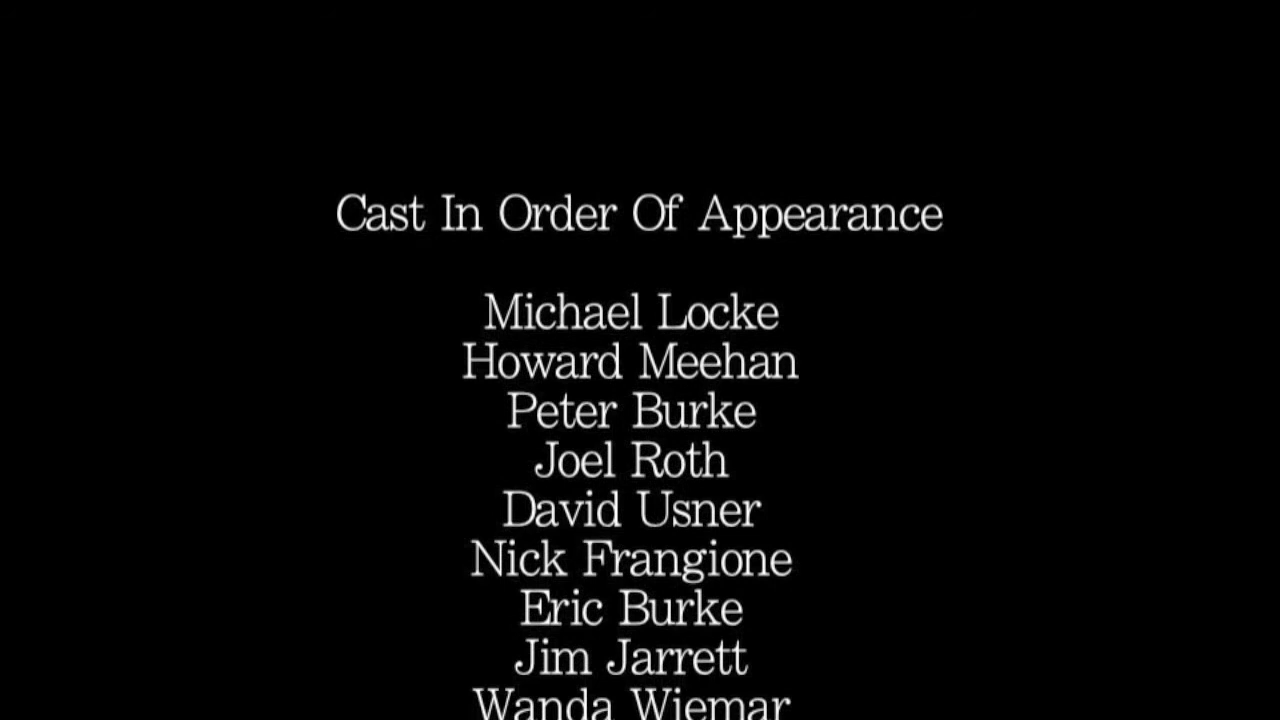 Cast In Order Of Appearance
Michael Locke
Howard Meehan
Peter Burke
Joel Roth
David Usner
Nick Frangione
Eric Burke
Jim Jarrett
Wanda Wiemar